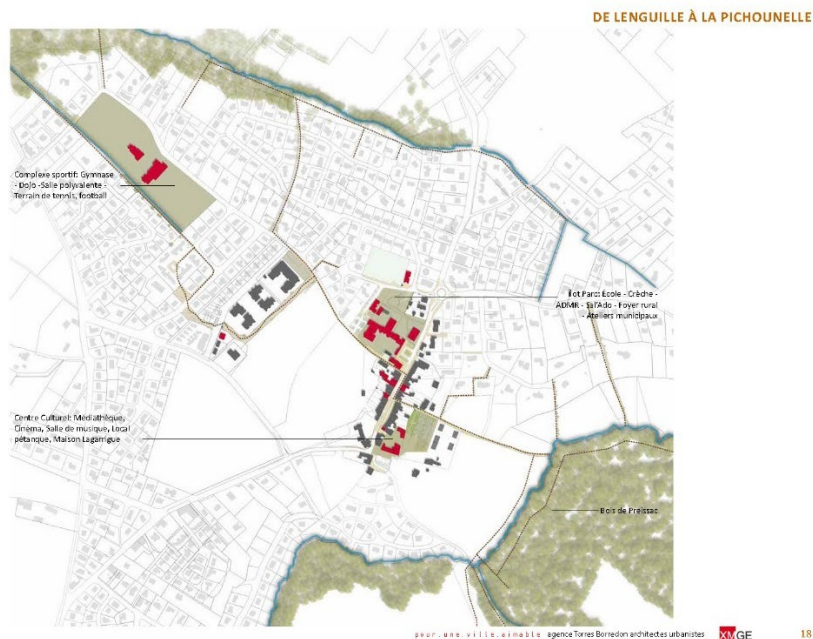 DE LENGUILLE À LA PICHOUNELLE
Complexe sportif: Gymnase
- Dojo -Salle polyvalente -
Terrain de tennis, football
Îlot Parc: École - Crèche -
ADMR - Sal'Ado - Foyer rural
- Ateliers municipaux
Centre Culturel: Médiathèque,
Cinéma, Salle de musique, Local
pétanque, Maison Lagarrigue
Bois de Preissac
pour.une.ville.aimable agence Torres Borredon architectes urbanistes XMGE 18